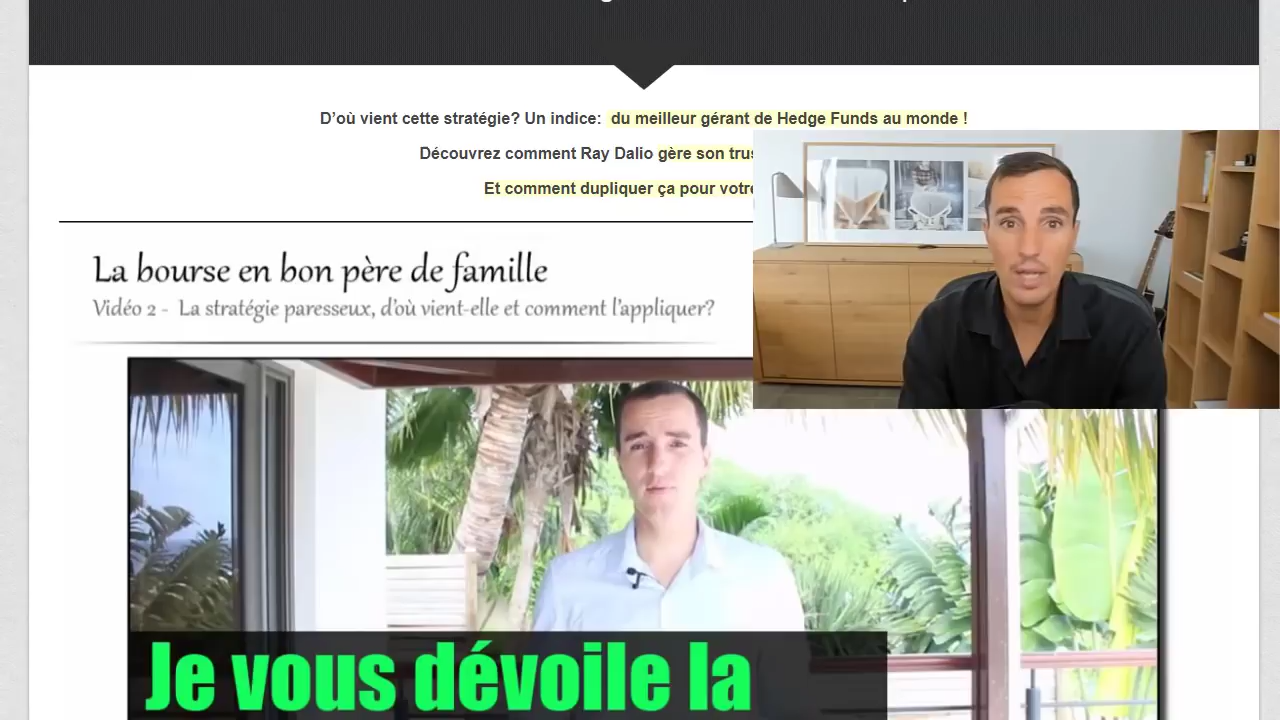 D'où vient cette stratégie? Un indice: du meilleur gérant de Hedge Funds au monde !
Découvrez comment Ray Dalio gère son
Et comment dupliquer ça pour votre
La bourse en bon père de famille
Vidéo 2 - La stratégie paresseux, d'où vient-elle et comment l'appliquer?
Je vous dévoile la